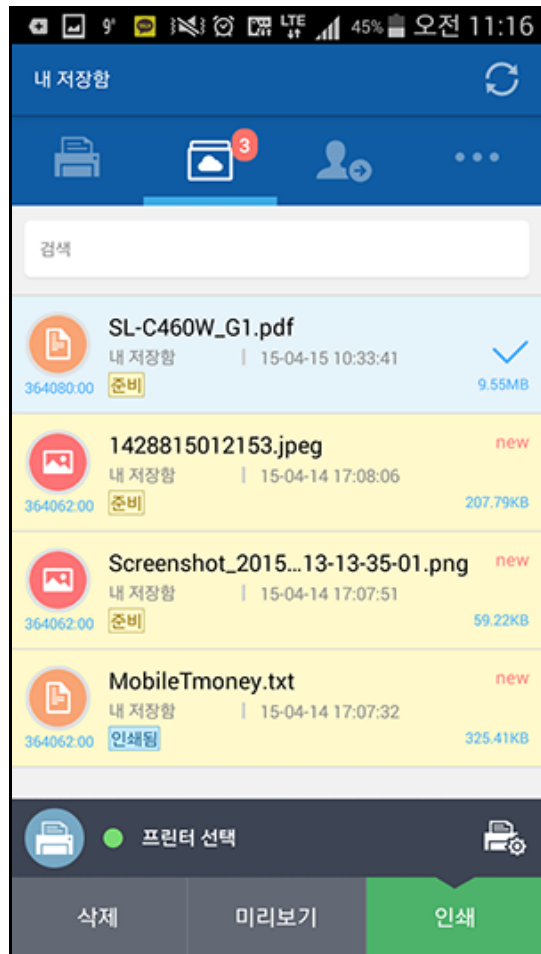 9° LTE 45% 오전 11:16
내 저장함
3
검색
SL-C460W_G1.pdf
내 저장함 | 15-04-15 10:33:41
364080:00 준비 9.55MB
1428815012153.jpeg new
내 저장함 | 15-04-14 17:08:06
364062:00 준비 207.79KB
Screenshot_2015...13-13-35-01.png new
내 저장함 | 15-04-14 17:07:51
364062:00 준비 59.22KB
MobileTmoney.txt new
내 저장함 | 15-04-14 17:07:32
364062:00 인쇄됨 325.41KB
프린터 선택
삭제 미리보기 인쇄